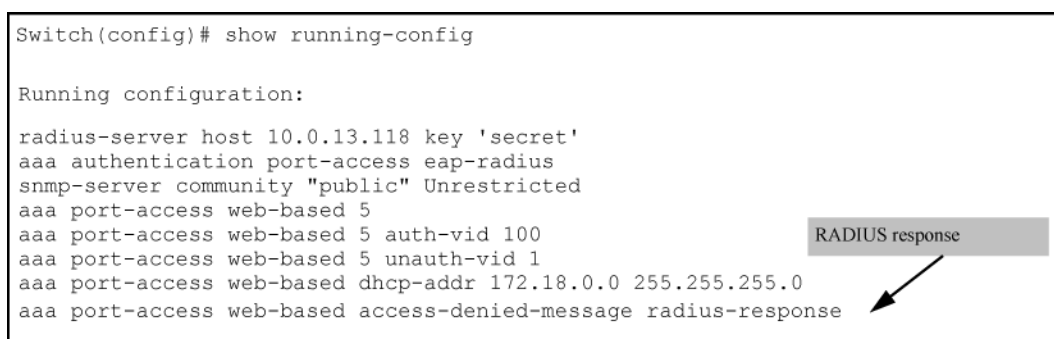 Switch(config)# show running-config
Running configuration:
radius-server host 10.0.13.118 key 'secret'
aaa authentication port-access eap-radius
snmp-server community "public" Unrestricted
aaa port-access web-based 5
aaa port-access web-based 5 auth-vid 100
aaa port-access web-based 5 unauth-vid 1
aaa port-access web-based dhcp-addr 172.18.0.0 255.255.255.0
RADIUS response
aaa port-access web-based access-denied-message radius-response